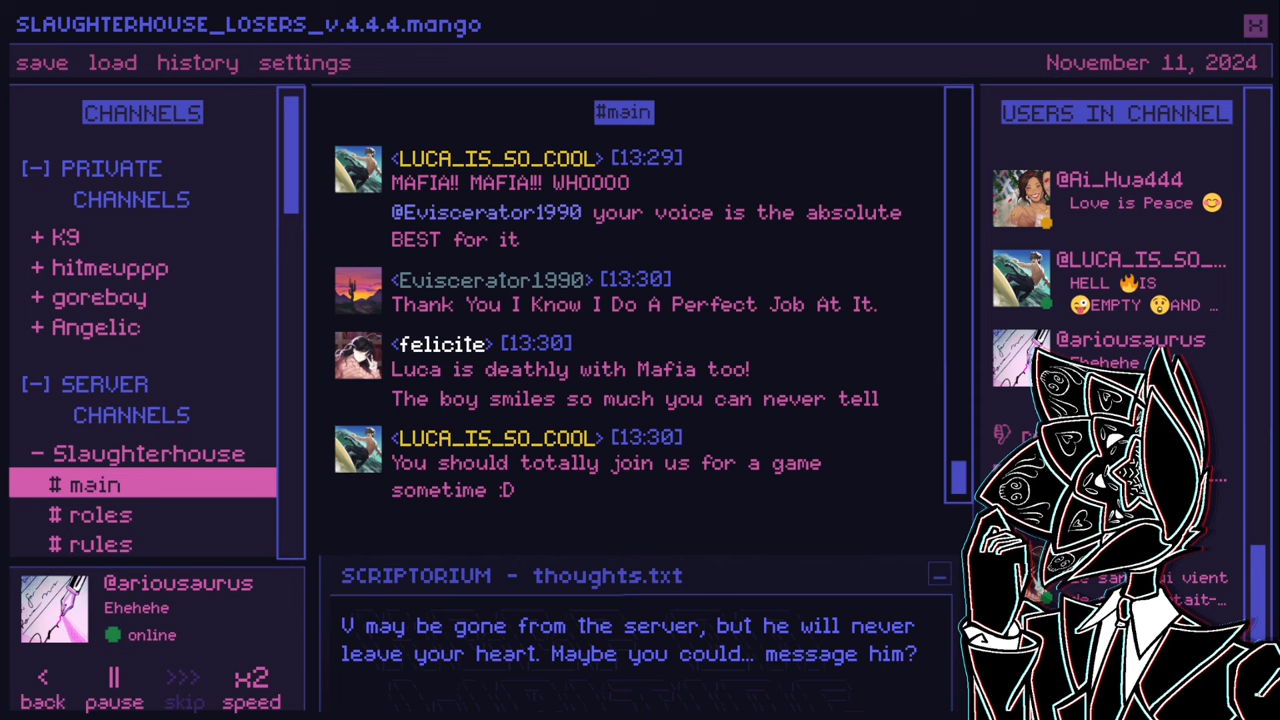 SLAUGHTERHOUSE_LOSERS_v.4.4.4.mango
x
save load history settings
November 11, 2024
CHANNELS
[-] PRIVATE
CHANNELS
+ K9
+ hitmeuppp
+ goreboy
+ Angelic
[-] SERVER
CHANNELS
- Slaughterhouse
# main
# roles
# rules
@ariousaurus
Ehehehe
online
< || >>> x2
back pause skip speed
#main
<LUCA_IS_SO_COOL> [13:29]
MAFIA!! MAFIA!!! WHOOOO
@Eviscerator1990 your voice is the absolute
BEST for it
<Eviscerator1990> [13:30]
Thank You I Know I Do A Perfect Job At It.
<felicite> [13:30]
Luca is deathly with Mafia too!
The boy smiles so much you can never tell
<LUCA_IS_SO_COOL> [13:30]
You should totally join us for a game
sometime :D
SCRIPTORIUM - thoughts.txt
V may be gone from the server, but he will never
leave your heart. Maybe you could… message him?
USERS IN CHANNEL
@Ai_Hua444
Love is Peace 😊
@LUCA_IS_SO_...
HELL 🔥IS
😜EMPTY 😲AND ...
@ariousaurus
Ehehehe
vient